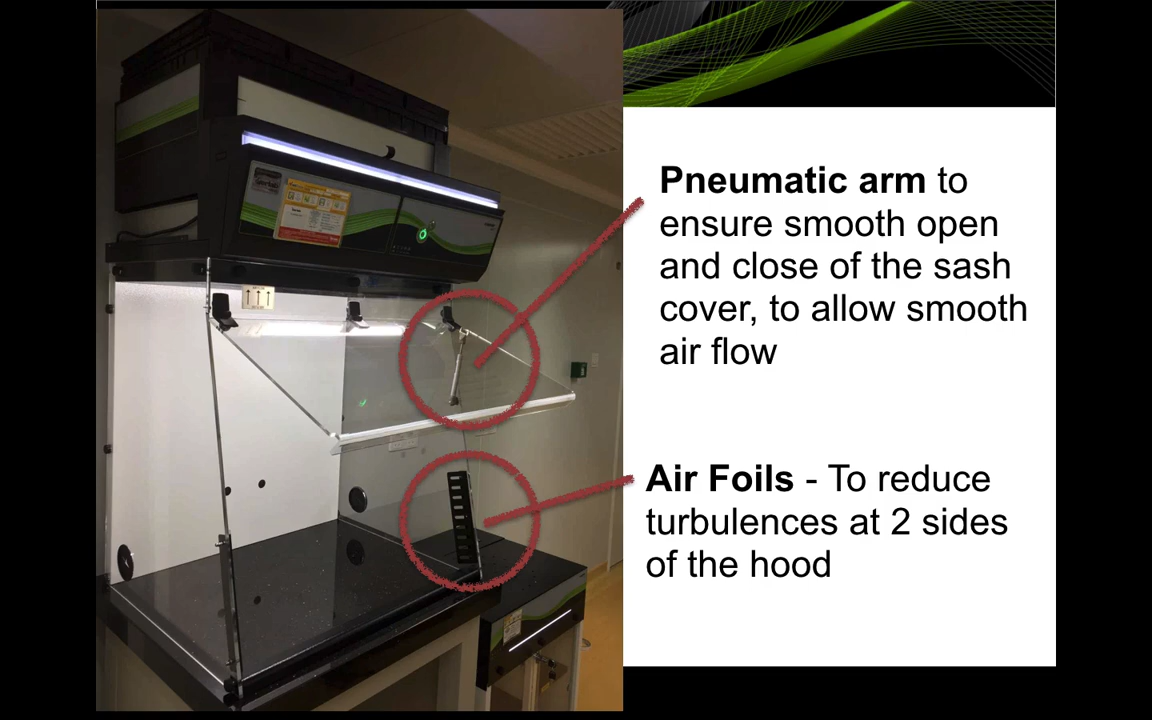 Pneumatic arm to
ensure smooth open
and close of the sash
cover, to allow smooth
air flow
Air Foils - To reduce
turbulences at 2 sides
of the hood